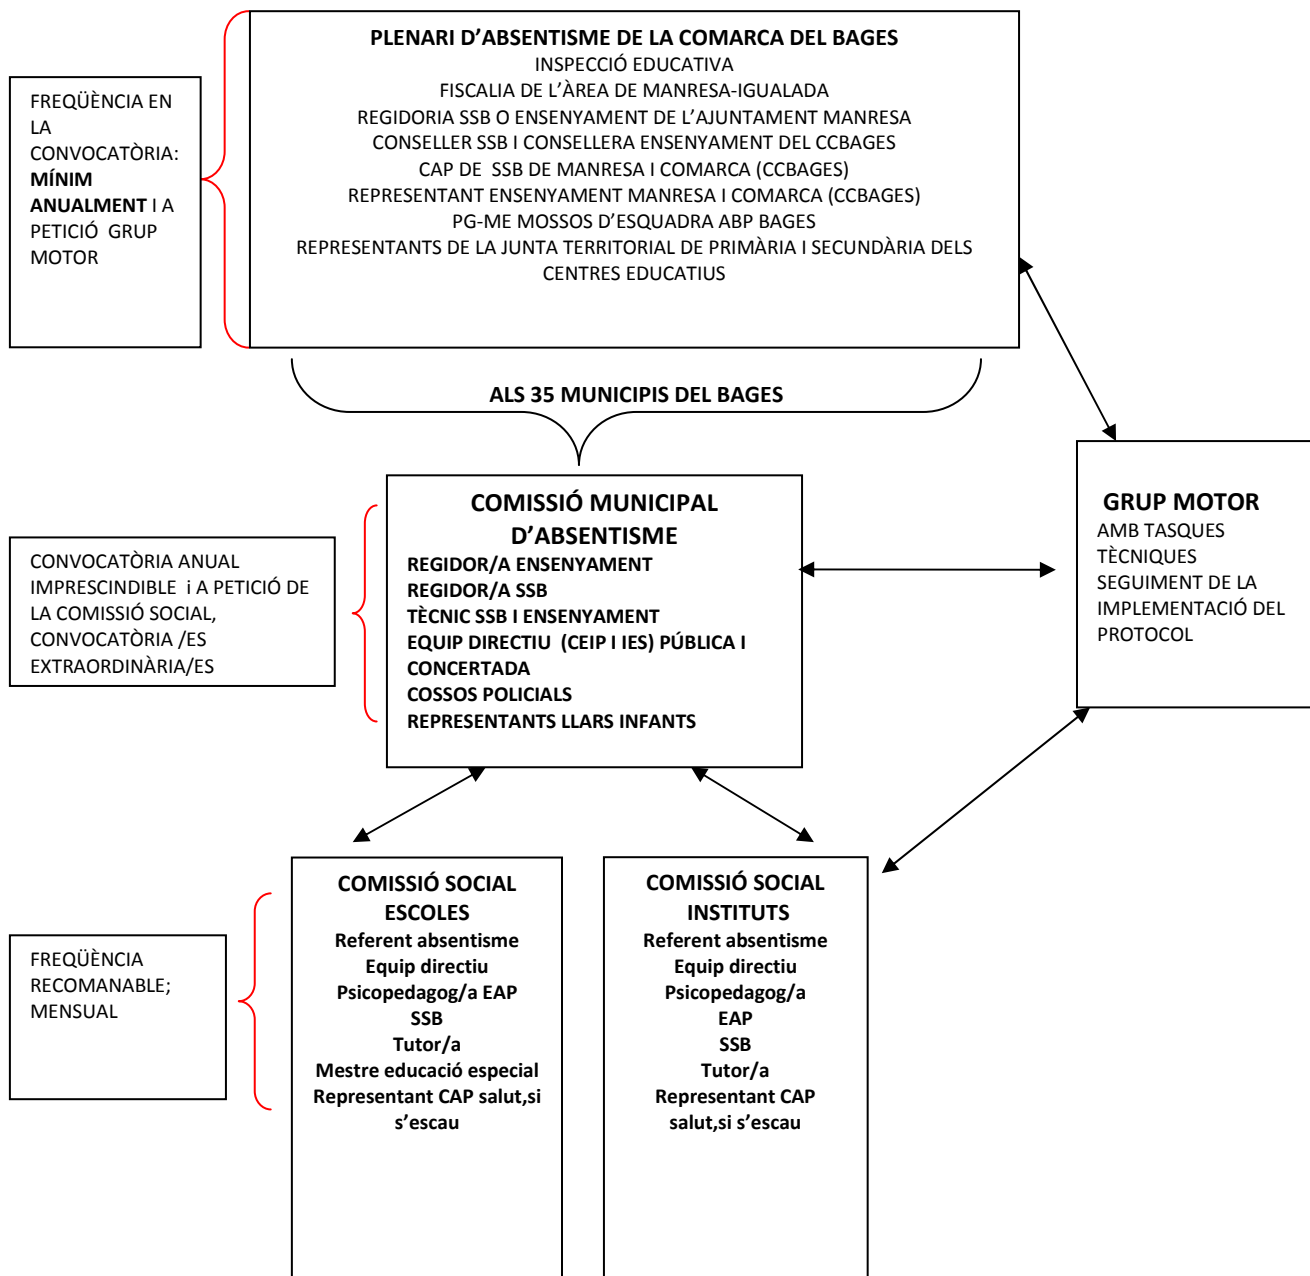 PLENARI D'ABSENTISME DE LA COMARCA DEL BAGES
INSPECCIÓ EDUCATIVA
FISCALIA DE L'ÀREA DE MANRESA-IGUALADA
REGIDORIA SSB O ENSENYAMENT DE L'AJUNTAMENT MANRESA
CONSELLER SSB I CONSELLERA ENSENYAMENT DEL CCBAGES
CAP DE SSB DE MANRESA I COMARCA (CCBAGES)
REPRESENTANT ENSENYAMENT MANRESA I COMARCA (CCBAGES)
PG-ME MOSSOS D'ESQUADRA ABP BAGES
REPRESENTANTS DE LA JUNTA TERRITORIAL DE PRIMÀRIA I SECUNDÀRIA DELS
CENTRES EDUCATIUS
FREQÜÈNCIA EN
LA
CONVOCATÒRIA:
MÍNIM
ANUALMENT I A
PETICIÓ GRUP
MOTOR
ALS 35 MUNICIPIS DEL BAGES
COMISSIÓ MUNICIPAL
D'ABSENTISME
REGIDOR/A ENSENYAMENT
REGIDOR/A SSB
TÈCNIC SSB I ENSENYAMENT
EQUIP DIRECTIU (CEIP I IES) PÚBLICA I
CONCERTADA
COSSOS POLICIALS
REPRESENTANTS LLARS INFANTS
GRUP MOTOR
AMB TASQUES
TÈCNIQUES
SEGUIMENT DE LA
IMPLEMENTACIÓ DEL
PROTOCOL
CONVOCATÒRIA ANUAL
IMPRESCINDIBLE i A PETICIÓ DE
LA COMISSIÓ SOCIAL,
CONVOCATÒRIA /ES
EXTRAORDINÀRIA/ES
COMISSIÓ SOCIAL
ESCOLES
Referent absentisme
Equip directiu
Psicopedagog/a EAP
SSB
Tutor/a
Mestre educació especial
Representant CAP salut,si
s'escau
COMISSIÓ SOCIAL
INSTITUTS
Referent absentisme
Equip directiu
Psicopedagog/a
EAP
SSB
Tutor/a
Representant CAP
salut,si s'escau
FREQÜÈNCIA
RECOMANABLE;
MENSUAL